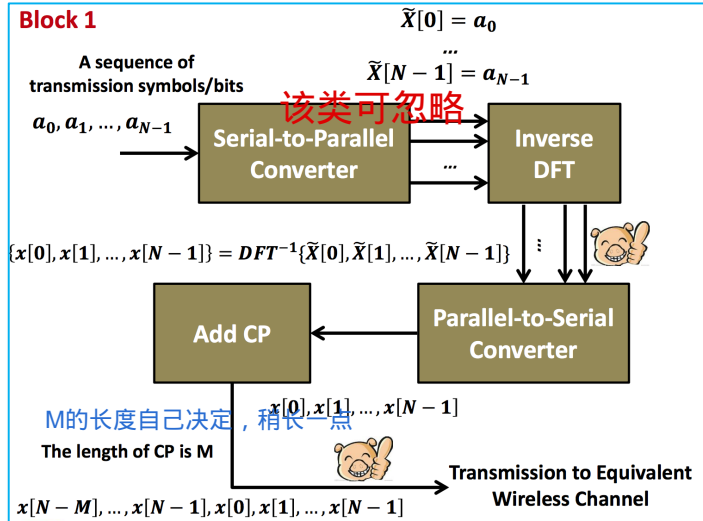 Block 1
X̃[0] = a₀
...
X̃[N − 1] = a_{N−1}
A sequence of
transmission symbols/bits
该类可忽略
a₀, a₁, ..., a_{N−1}
Serial-to-Parallel
Converter
...
Inverse
DFT
{x[0], x[1], ..., x[N − 1]} = DFT⁻¹{X̃[0], X̃[1], ..., X̃[N − 1]}
...
Add CP
Parallel-to-Serial
Converter
x[0], x[1], ..., x[N − 1]
M的长度自己决定，稍长一点
The length of CP is M
Transmission to Equivalent
Wireless Channel
x[N − M], ..., x[N − 1], x[0], x[1], ..., x[N − 1]